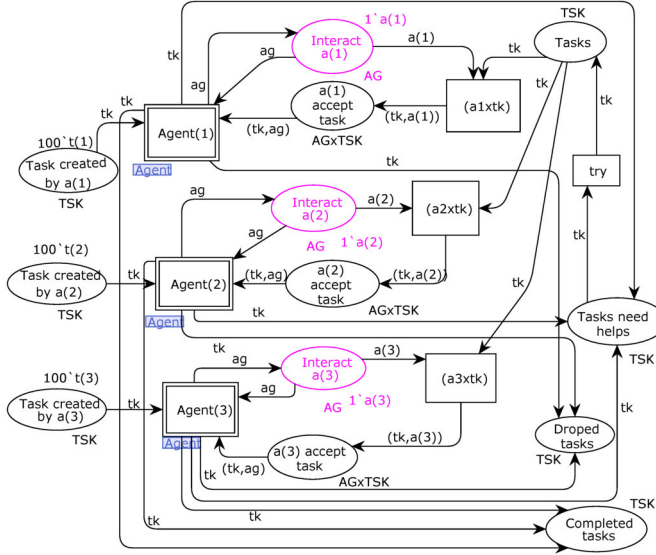 TSK
1`a(1)
tk
Interact
a(1)
a(1)
ag
ag
AG
tk
Tasks
tk
tk
tk
tk
tk
a(1)
accept
task
(tk,ag)
(tk,a(1))
(a1xtk)
Agent(1)
100`t(1)
tk
AGxTSK
Task created
by a(1)
TSK
Agent
tk
try
ag
Interact
a(2)
a(2)
(a2xtk)
tk
100`t(2)
ag
AG 1`a(2)
Task created
by a(2)
TSK
tk
Agent(2)
(tk,ag)
a(2)
accept
task
(tk,a(2))
tk
AGxTSK
tk
Tasks need
helps
TSK
Agent
tk
a(3)
Interact
a(3)
ag
ag
AG 1`a(3)
(a3xtk)
100`t(3)
Task created
by a(3)
TSK
tk
Agent(3)
tk
(tk,a(3))
Droped
tasks
TSK
Agent
(tk,ag)
a(3) accept
task
tk
AGxTSK
TSK
tk
tk
tk
Completed
tasks